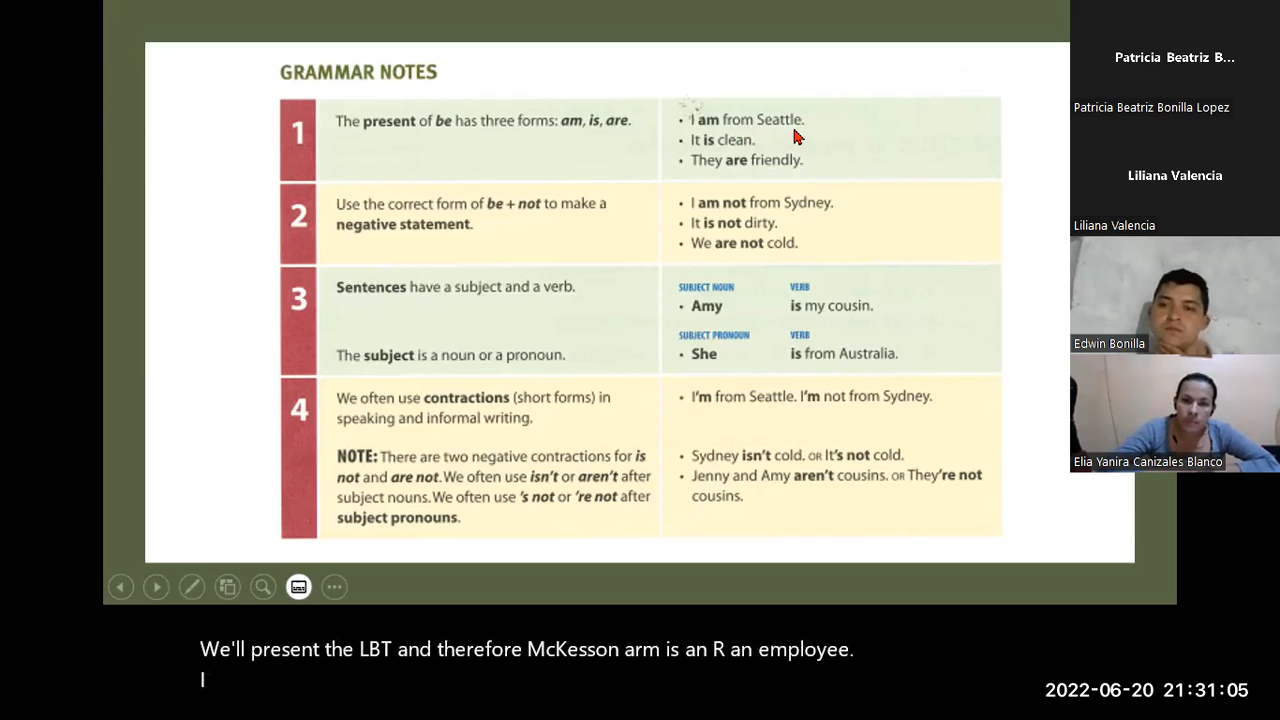 GRAMMAR NOTES
1
The present of be has three forms: am, is, are.
• I am from Seattle.
• It is clean.
• They are friendly.
2
Use the correct form of be + not to make a
negative statement.
• I am not from Sydney.
• It is not dirty.
• We are not cold.
3
Sentences have a subject and a verb.
SUBJECT NOUN VERB
• Amy is my cousin.
The subject is a noun or a pronoun.
SUBJECT PRONOUN VERB
• She is from Australia.
4
We often use contractions (short forms) in
speaking and informal writing.
• I'm from Seattle. I'm not from Sydney.
NOTE: There are two negative contractions for is
not and are not. We often use isn't or aren't after
subject nouns. We often use 's not or 're not after
subject pronouns.
• Sydney isn't cold. OR It's not cold.
• Jenny and Amy aren't cousins. OR They're not
cousins.
Patricia Beatriz B...
Patricia Beatriz Bonilla Lopez
Liliana Valencia
Liliana Valencia
Edwin Bonilla
Elia Yanira Canizales Blanco
We'll present the LBT and therefore McKesson arm is an R an employee.
I
2022-06-20 21:31:05